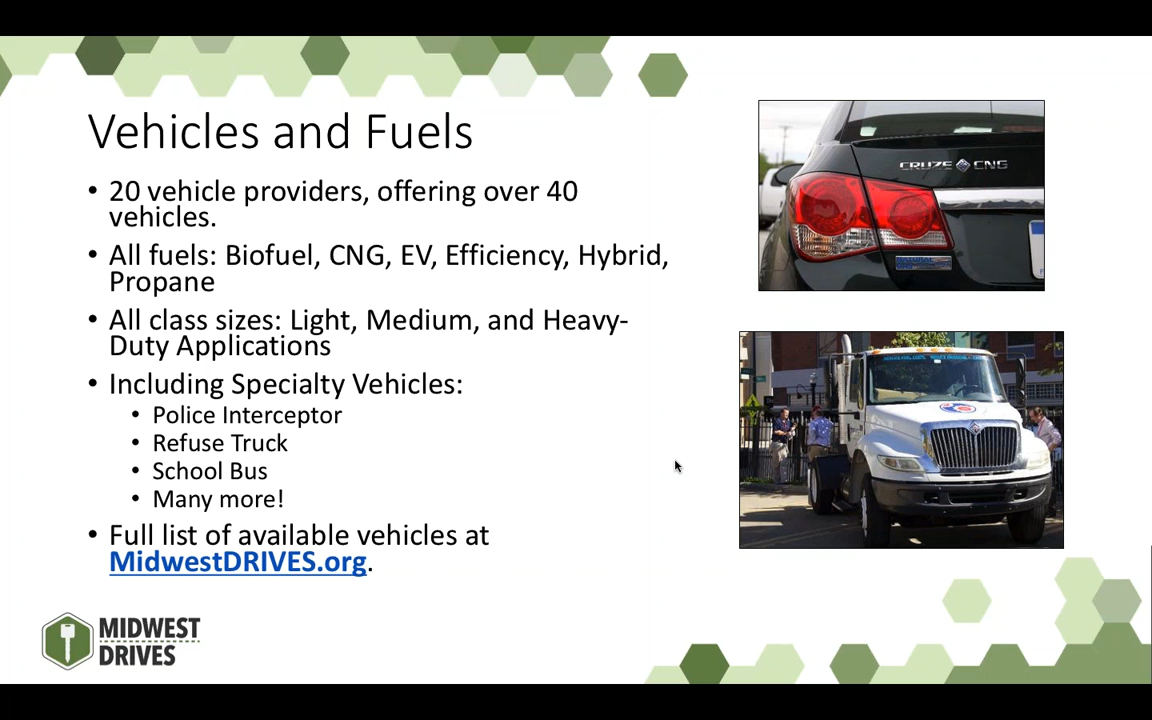 Vehicles and Fuels
• 20 vehicle providers, offering over 40
vehicles.
• All fuels: Biofuel, CNG, EV, Efficiency, Hybrid,
Propane
• All class sizes: Light, Medium, and Heavy-
Duty Applications
• Including Specialty Vehicles:
• Police Interceptor
• Refuse Truck
• School Bus
• Many more!
• Full list of available vehicles at
MidwestDRIVES.org.
CRUZE CNG
MIDWEST
DRIVES